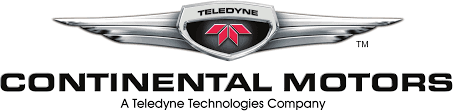 TELEDYNE
TM
CONTINENTAL MOTORS
A Teledyne Technologies Company